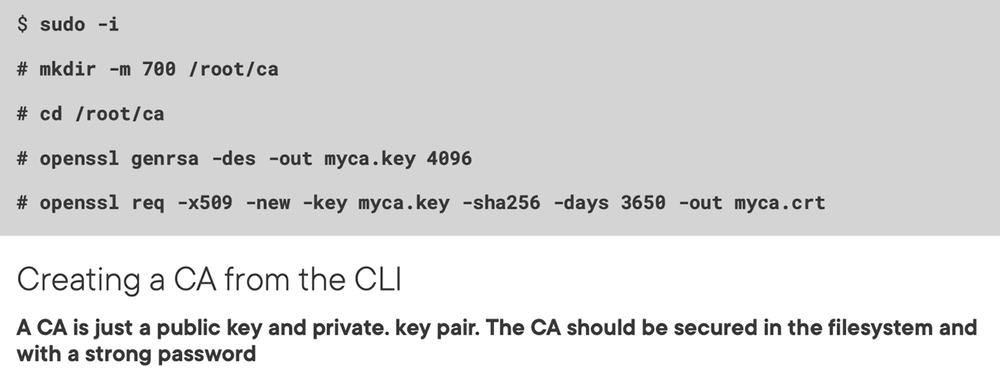 $ sudo -i
# mkdir -m 700 /root/ca
# cd /root/ca
# openssl genrsa -des -out myca.key 4096
# openssl req -x509 -new -key myca.key -sha256 -days 3650 -out myca.crt
Creating a CA from the CLI
A CA is just a public key and private. key pair. The CA should be secured in the filesystem and
with a strong password